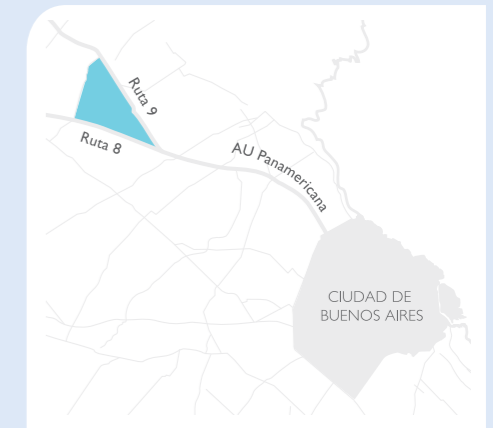 Ruta 9
Ruta 8
AU Panamericana
CIUDAD DE
BUENOS AIRES